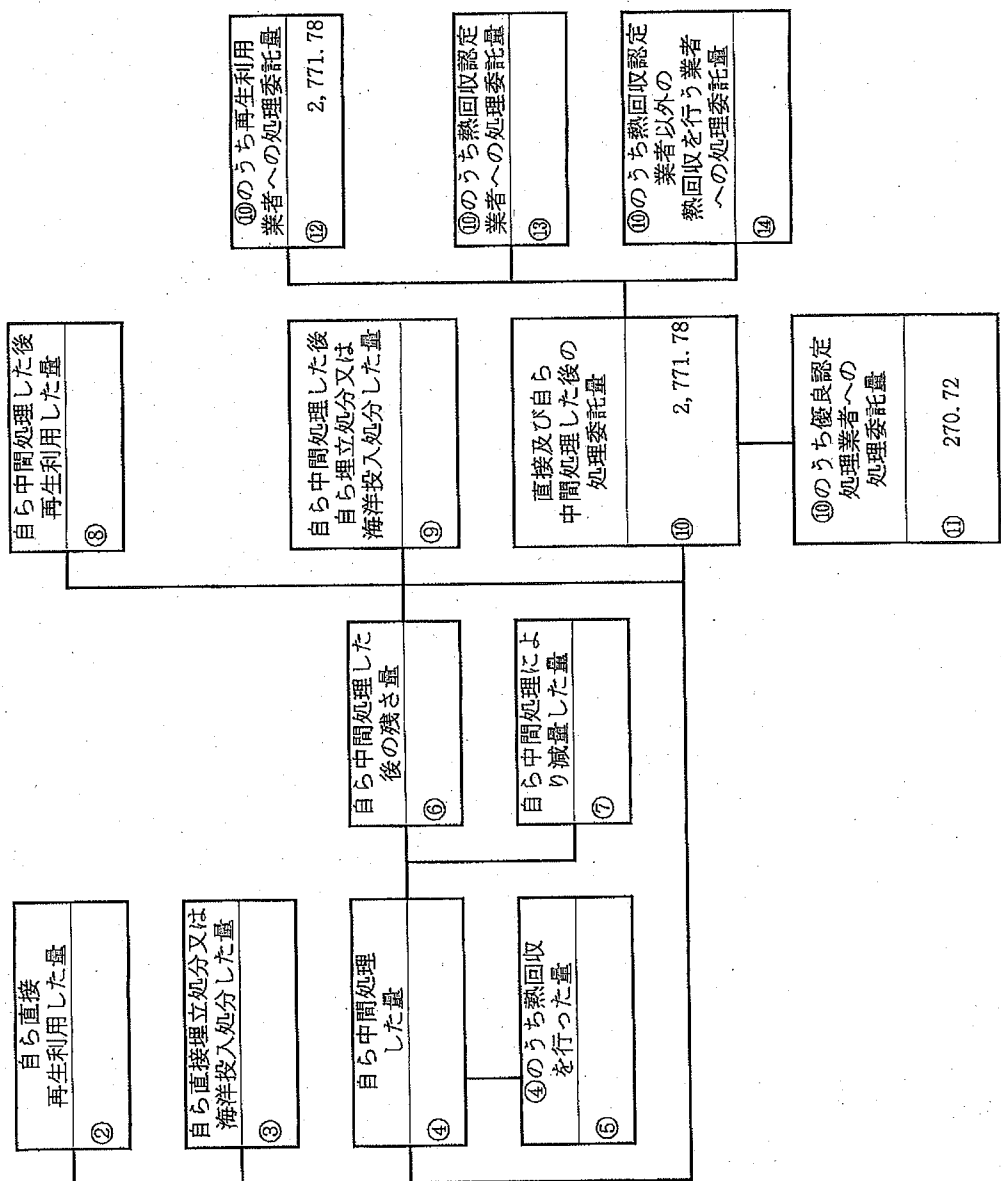 自ら直接
再生利用した量
②
自ら直接埋立処分又は
海洋投入処分した量
③
自ら中間処理
した量
④
④のうち熱回収
を行った量
⑤
自ら中間処理した
後の残さ量
⑥
自ら中間処理によ
り減量した量
⑦
自ら中間処理した後
再生利用した量
⑧
自ら中間処理した後
自ら埋立処分又は
海洋投入処分した量
⑨
直接及び自ら
中間処理した後の
処理委託量
⑩ 2,771.78
⑩のうち優良認定
処理業者への
処理委託量
⑪ 270.72
⑩のうち再生利用
業者への処理委託量
⑫ 2,771.78
⑩のうち熱回収認定
業者への処理委託量
⑬
⑩のうち熱回収認定
業者以外の
熱回収を行う業者
への処理委託量
⑭